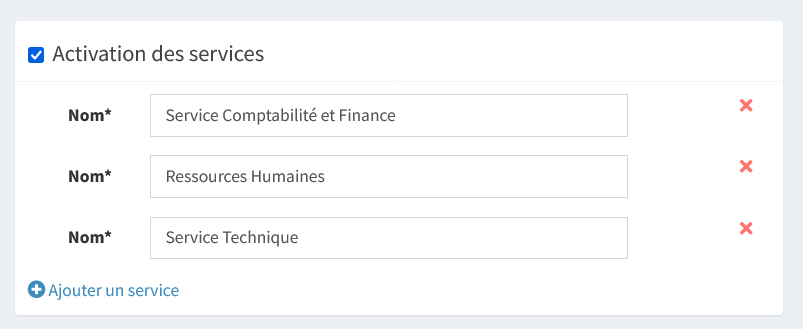 Activation des services
Nom* Service Comptabilité et Finance
Nom* Ressources Humaines
Nom* Service Technique
Ajouter un service